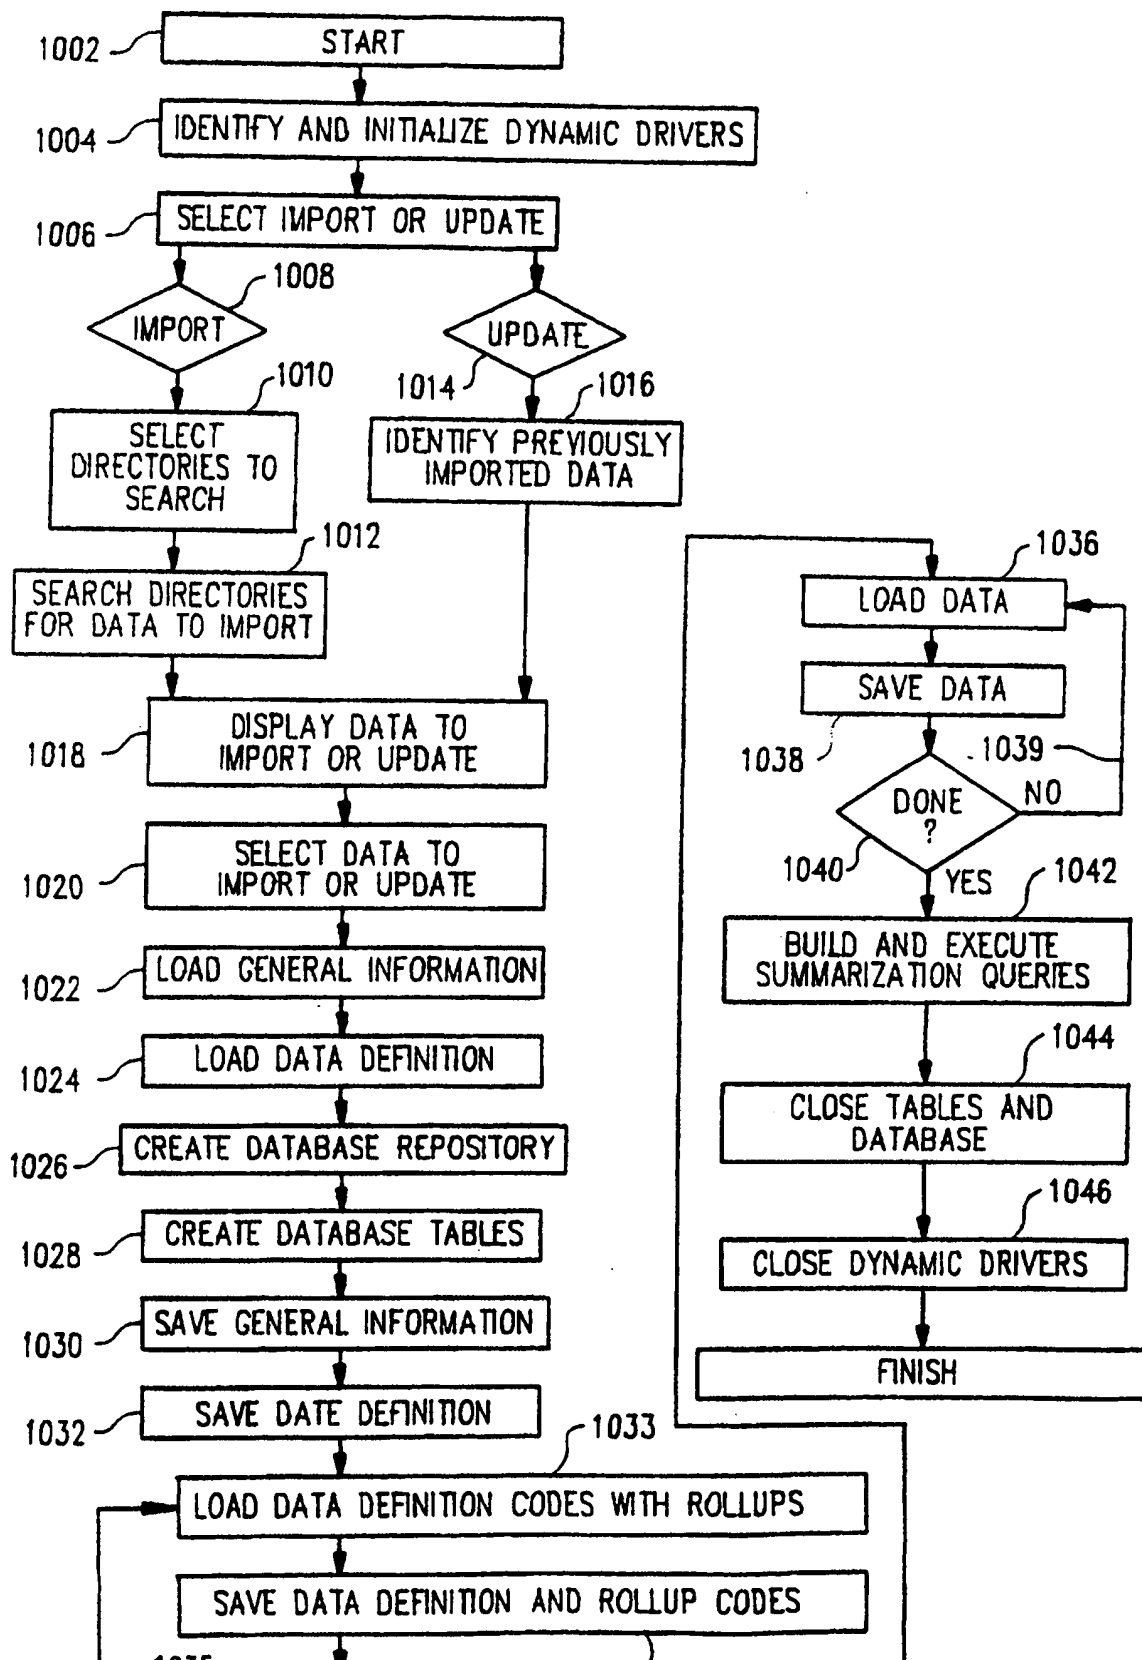 START
1002
IDENTIFY AND INITIALIZE DYNAMIC DRIVERS
1004
SELECT IMPORT OR UPDATE
1006
1008
IMPORT
UPDATE
1014
1010
1016
SELECT
DIRECTORIES TO
SEARCH
IDENTIFY PREVIOUSLY
IMPORTED DATA
1012
SEARCH DIRECTORIES
FOR DATA TO IMPORT
DISPLAY DATA TO
IMPORT OR UPDATE
1018
SELECT DATA TO
IMPORT OR UPDATE
1020
LOAD GENERAL INFORMATION
1022
LOAD DATA DEFINITION
1024
CREATE DATABASE REPOSITORY
1026
CREATE DATABASE TABLES
1028
SAVE GENERAL INFORMATION
1030
SAVE DATE DEFINITION
1032
1033
LOAD DATA DEFINITION CODES WITH ROLLUPS
SAVE DATA DEFINITION AND ROLLUP CODES
1036
LOAD DATA
SAVE DATA
1038
1039
DONE
?
NO
1040
YES
1042
BUILD AND EXECUTE
SUMMARIZATION QUERIES
1044
CLOSE TABLES AND
DATABASE
1046
CLOSE DYNAMIC DRIVERS
FINISH